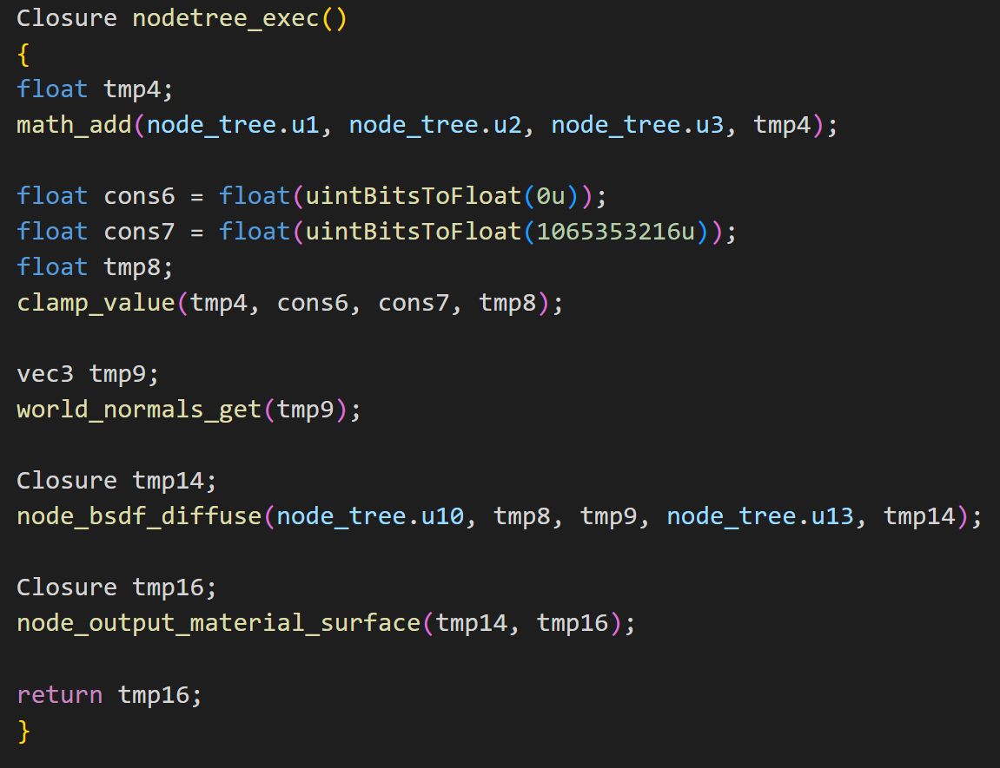 Closure nodetree_exec()
{
float tmp4;
math_add(node_tree.u1, node_tree.u2, node_tree.u3, tmp4);
float cons6 = float(uintBitsToFloat(0u));
float cons7 = float(uintBitsToFloat(1065353216u));
float tmp8;
clamp_value(tmp4, cons6, cons7, tmp8);
vec3 tmp9;
world_normals_get(tmp9);
Closure tmp14;
node_bsdf_diffuse(node_tree.u10, tmp8, tmp9, node_tree.u13, tmp14);
Closure tmp16;
node_output_material_surface(tmp14, tmp16);
return tmp16;
}